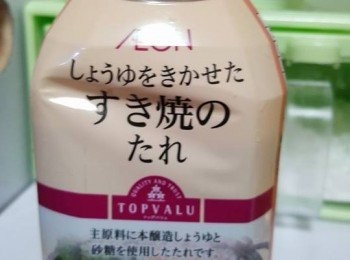 ÆON
しょうゆをきかせた
すき焼の
たれ
QUALITY AND TRUST
TOPVALU
主原料に本醸造しょうゆと
砂糖を使用したたれです。